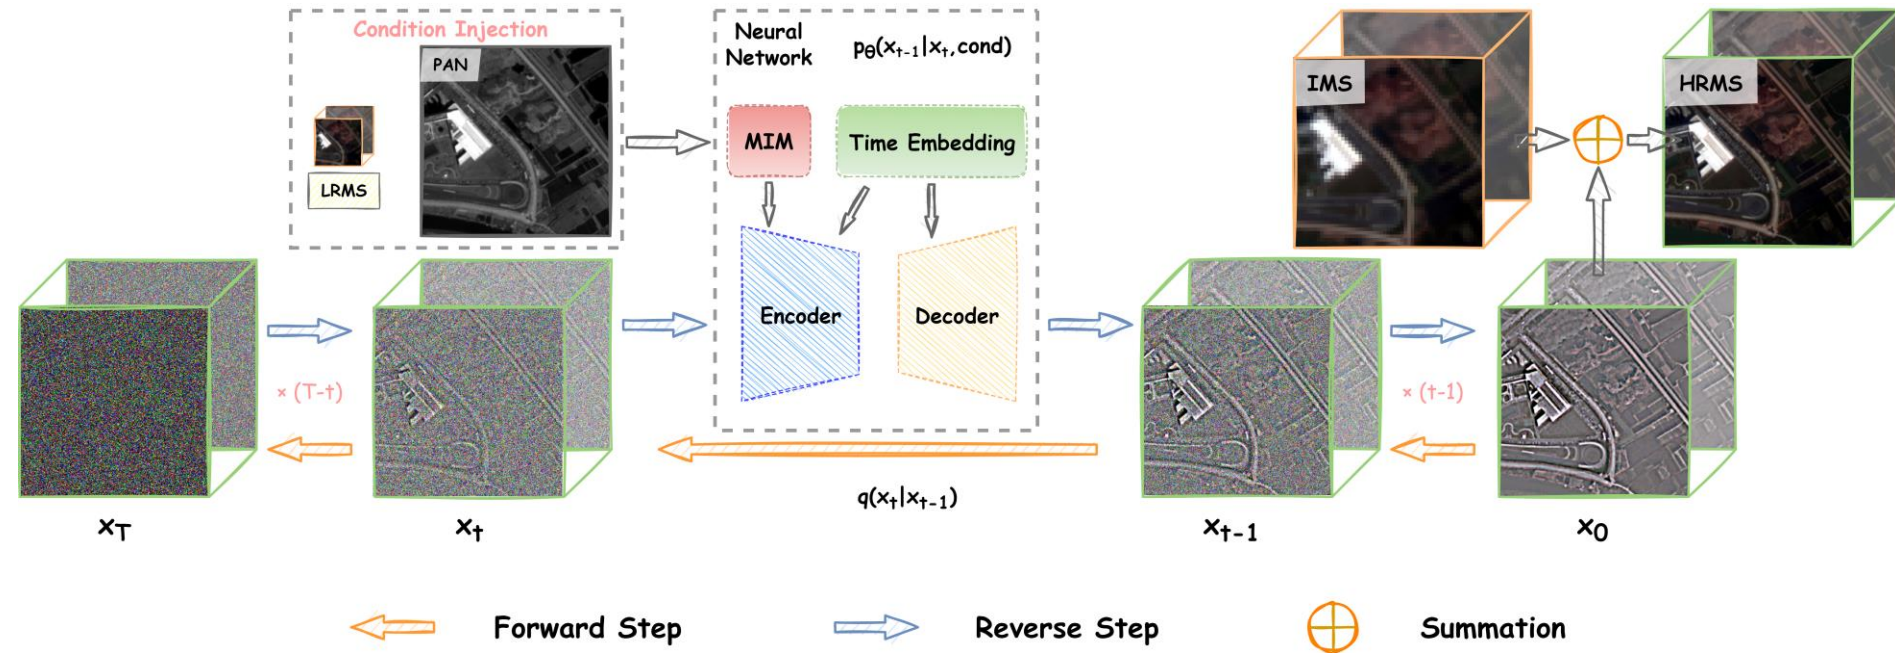 Condition Injection
PAN
LRMS
Neural
Network
pθ(xt-1|xt,cond)
MIM
Time Embedding
Encoder
Decoder
IMS
HRMS
× (T-t)
× (t-1)
q(xt|xt-1)
xT
xt
xt-1
x0
Forward Step
Reverse Step
Summation